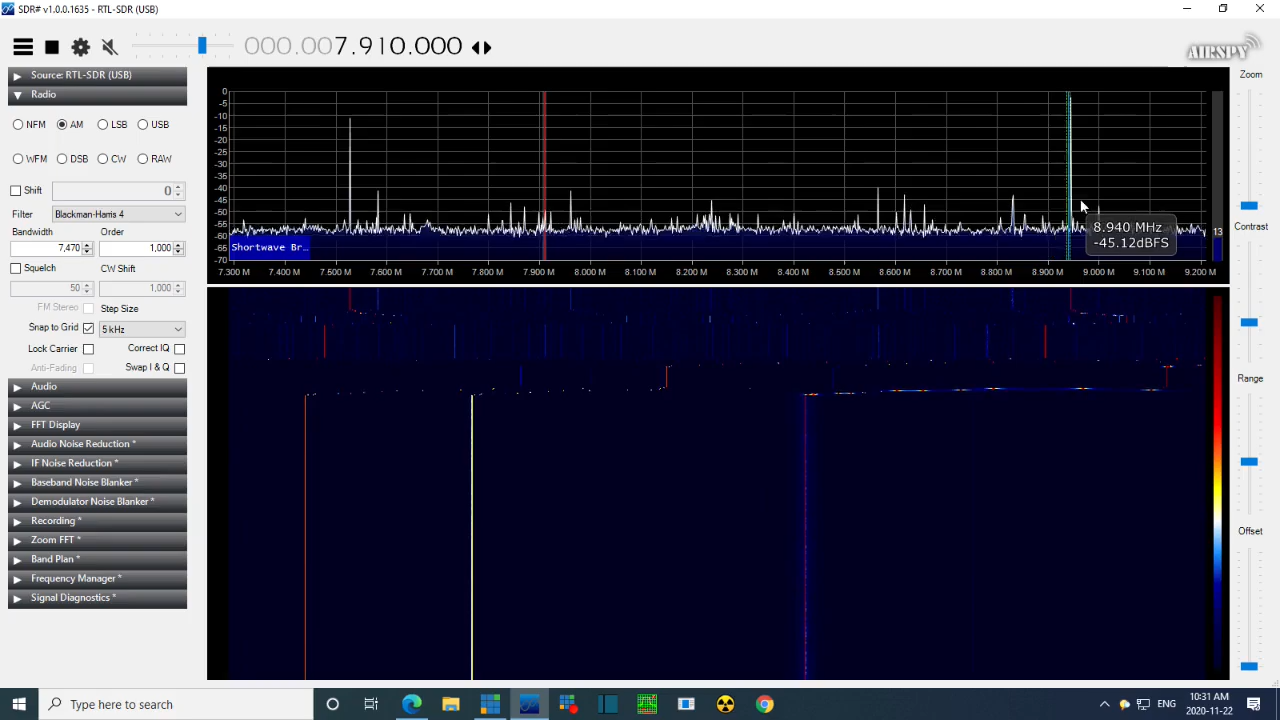 SDR# v1.0.0.1635 - RTL-SDR (USB)
000.007.910.000
AIRSPY
Source: RTL-SDR (USB)
Radio
NFM AM LSB USB
WFM DSB CW RAW
Shift 0
Filter Blackman-Harris 4
Bandwidth Order
7,470 1,000
Squelch CW Shift
50 1,000
FM Stereo Step Size
Snap to Grid 5 kHz
Lock Carrier Correct IQ
Anti-Fading Swap I & Q
Audio
AGC
FFT Display
Audio Noise Reduction *
IF Noise Reduction *
Baseband Noise Blanker *
Demodulator Noise Blanker *
Recording *
Zoom FFT *
Band Plan *
Frequency Manager *
Signal Diagnostics *
0
-5
-10
-15
-20
-25
-30
-35
-40
-45
-50
-55
-60
-65
-70
Shortwave Br...
8.940 MHz
-45.12dBFS
13
7.300 M 7.400 M 7.500 M 7.600 M 7.700 M 7.800 M 7.900 M 8.000 M 8.100 M 8.200 M 8.300 M 8.400 M 8.500 M 8.600 M 8.700 M 8.800 M 8.900 M 9.000 M 9.100 M 9.200 M
Zoom
Contrast
Range
Offset
Type here to search
ENG
10:31 AM
2020-11-22